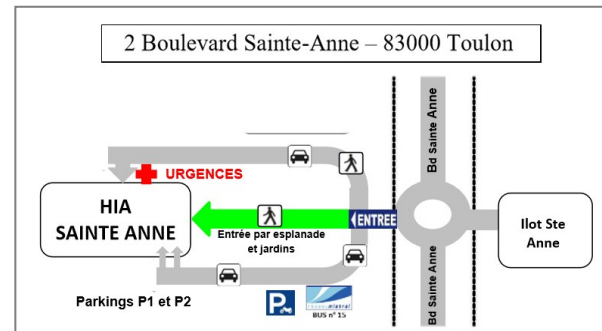 2 Boulevard Sainte-Anne – 83000 Toulon
Bd Sainte Anne
URGENCES
HIA
SAINTE ANNE
ENTREE
Entrée par esplanade
et jardins
Ilot Ste
Anne
Bd Sainte Anne
Parkings P1 et P2
P
BUS n° 15